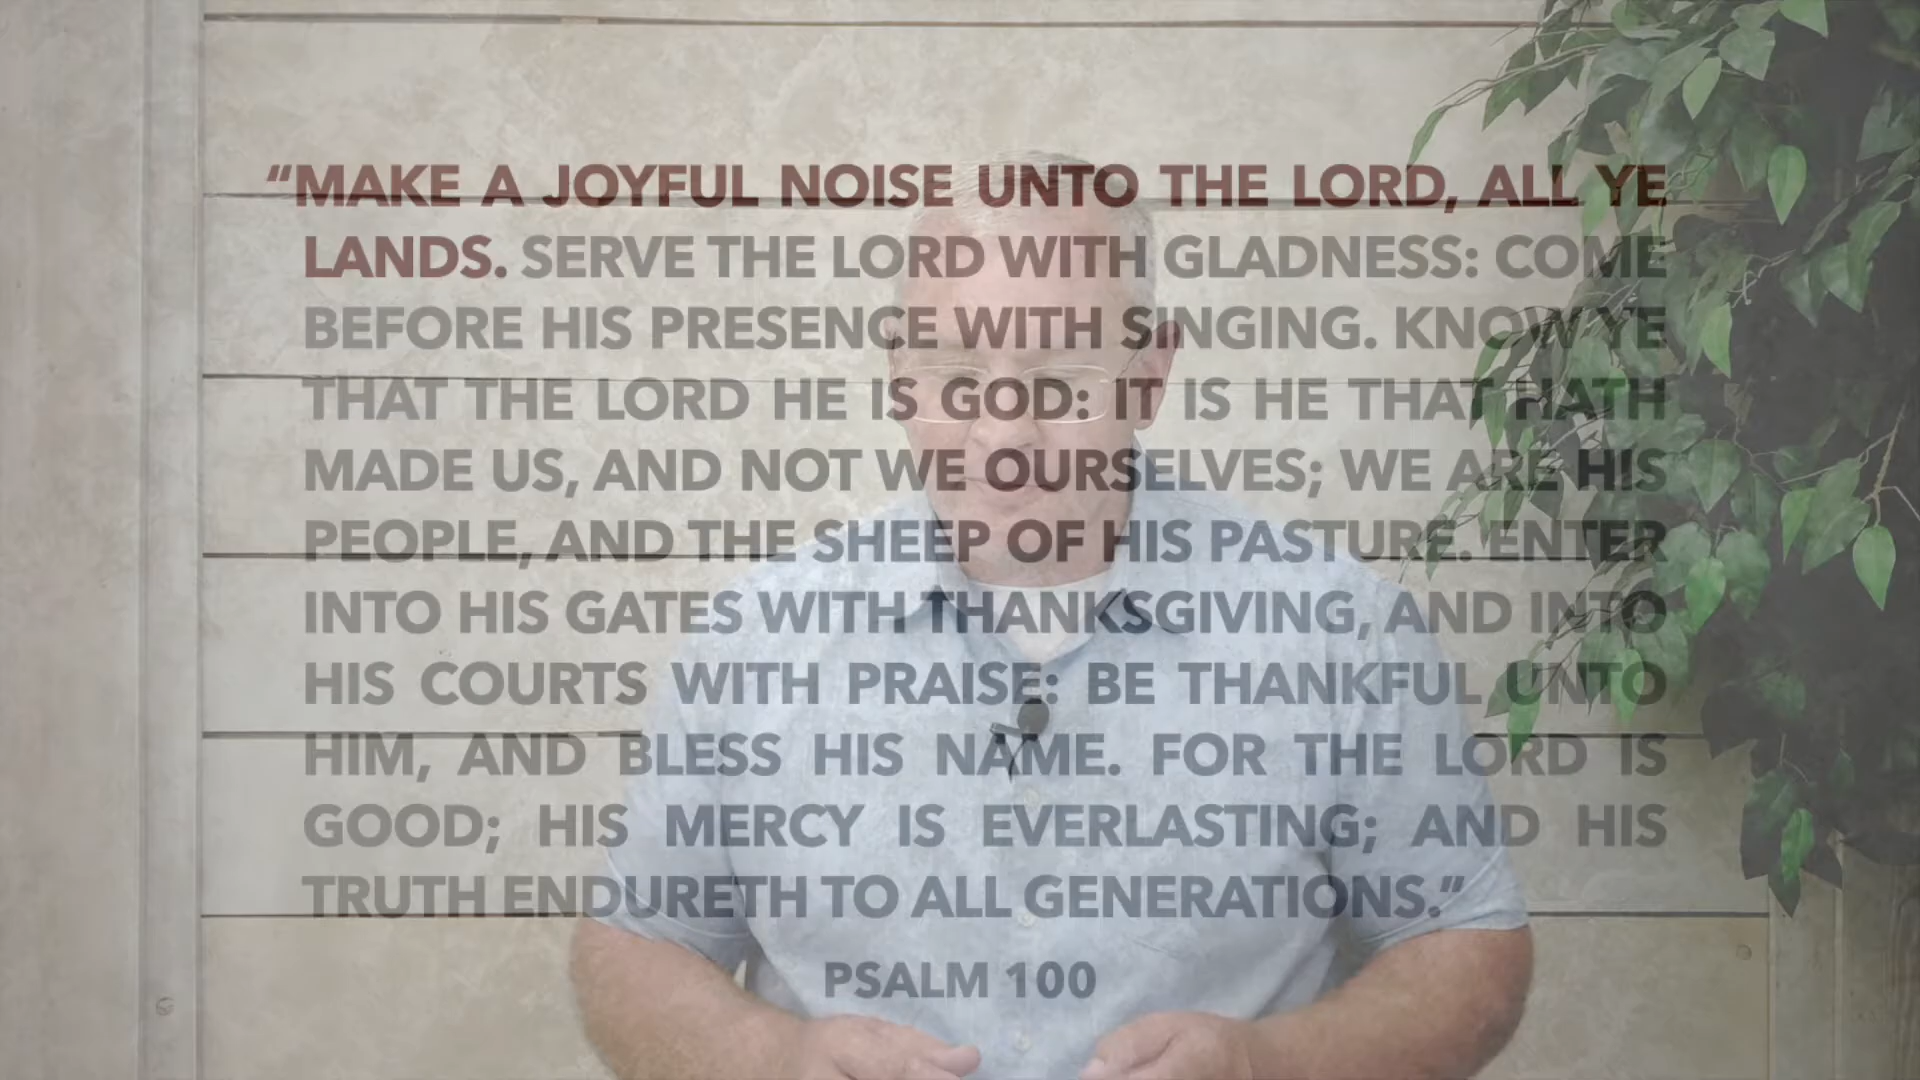 “MAKE A JOYFUL NOISE UNTO THE LORD, ALL YE
LANDS. SERVE THE LORD WITH GLADNESS: COME
BEFORE HIS PRESENCE WITH SINGING. KNOW YE
THAT THE LORD HE IS GOD: IT IS HE THAT HATH
MADE US, AND NOT WE OURSELVES; WE ARE HIS
PEOPLE, AND THE SHEEP OF HIS PASTURE. ENTER
INTO HIS GATES WITH THANKSGIVING, AND INTO
HIS COURTS WITH PRAISE: BE THANKFUL UNTO
HIM, AND BLESS HIS NAME. FOR THE LORD IS
GOOD; HIS MERCY IS EVERLASTING; AND HIS
TRUTH ENDURETH TO ALL GENERATIONS.”
PSALM 100